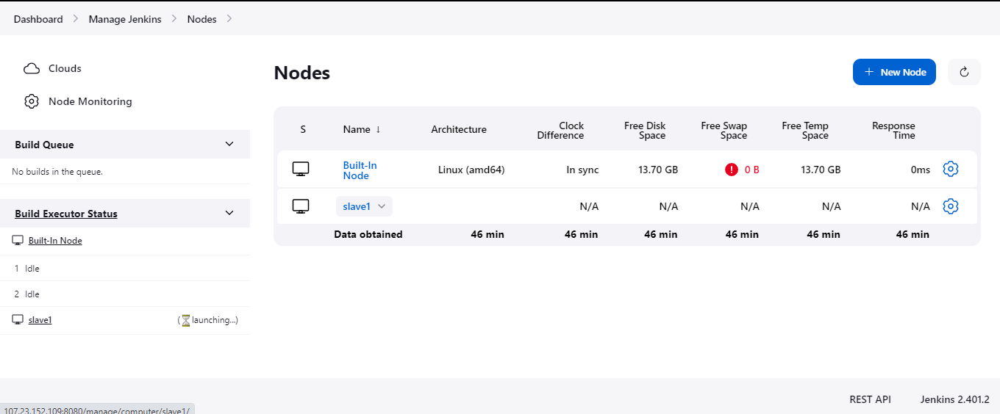 Dashboard > Manage Jenkins > Nodes >
Clouds
Node Monitoring
Build Queue
No builds in the queue.
Build Executor Status
Built-In Node
1 Idle
2 Idle
slave1 (⏳launching...)
Nodes
+ New Node
S Name ↓ Architecture Clock Difference Free Disk Space Free Swap Space Free Temp Space Response Time
Built-In Node Linux (amd64) In sync 13.70 GB ! 0 B 13.70 GB 0ms
slave1 N/A N/A N/A N/A N/A
Data obtained 46 min 46 min 46 min 46 min 46 min 46 min
REST API Jenkins 2.401.2
107.23.152.109:8080/manage/computer/slave1/